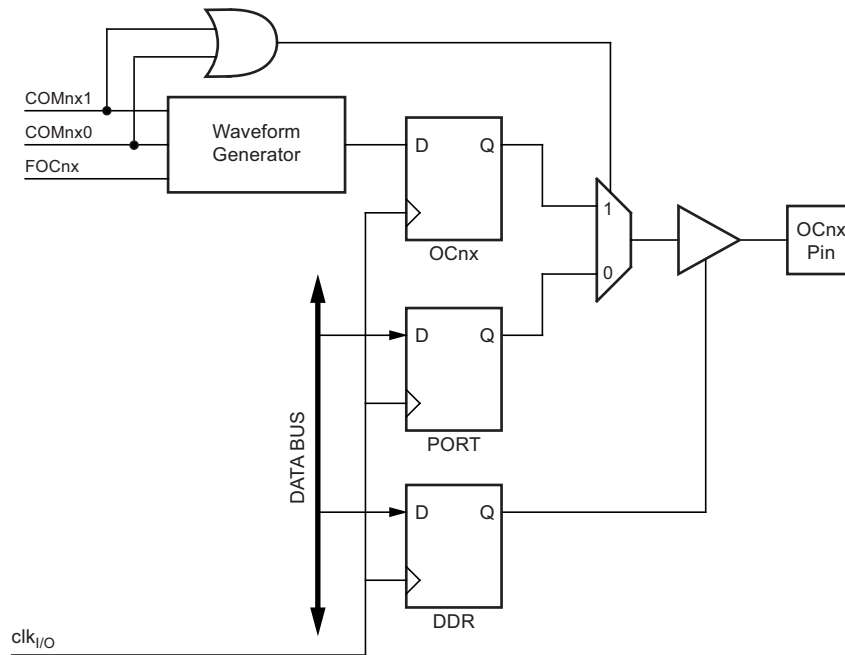 COMnx1
COMnx0
FOCnx
Waveform
Generator
D
Q
OCnx
1
0
OCnx
Pin
D
Q
PORT
DATA BUS
D
Q
DDR
clkI/O